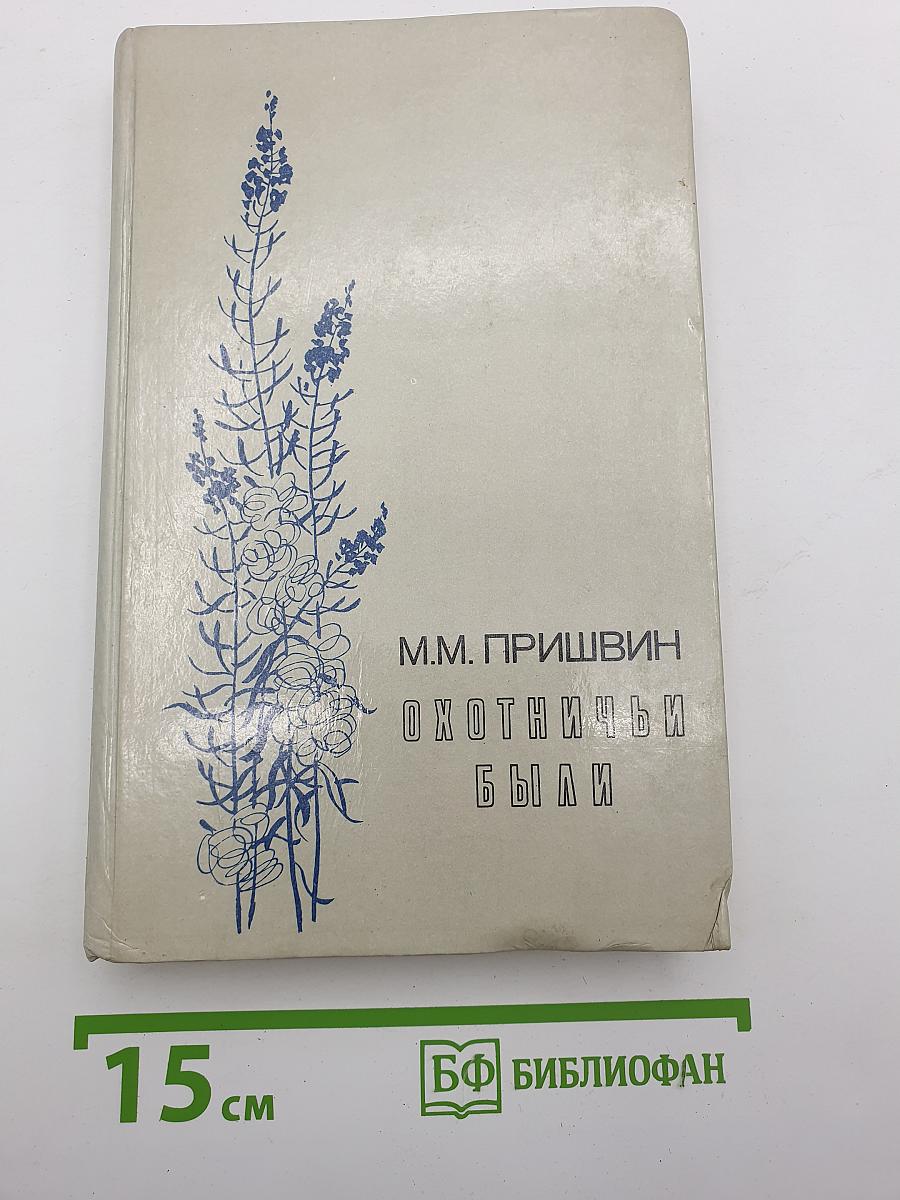 М.М. ПРИШВИН
ОХОТНИЧЬИ
БЫЛИ
15 см
БФ БИБЛИОФАН